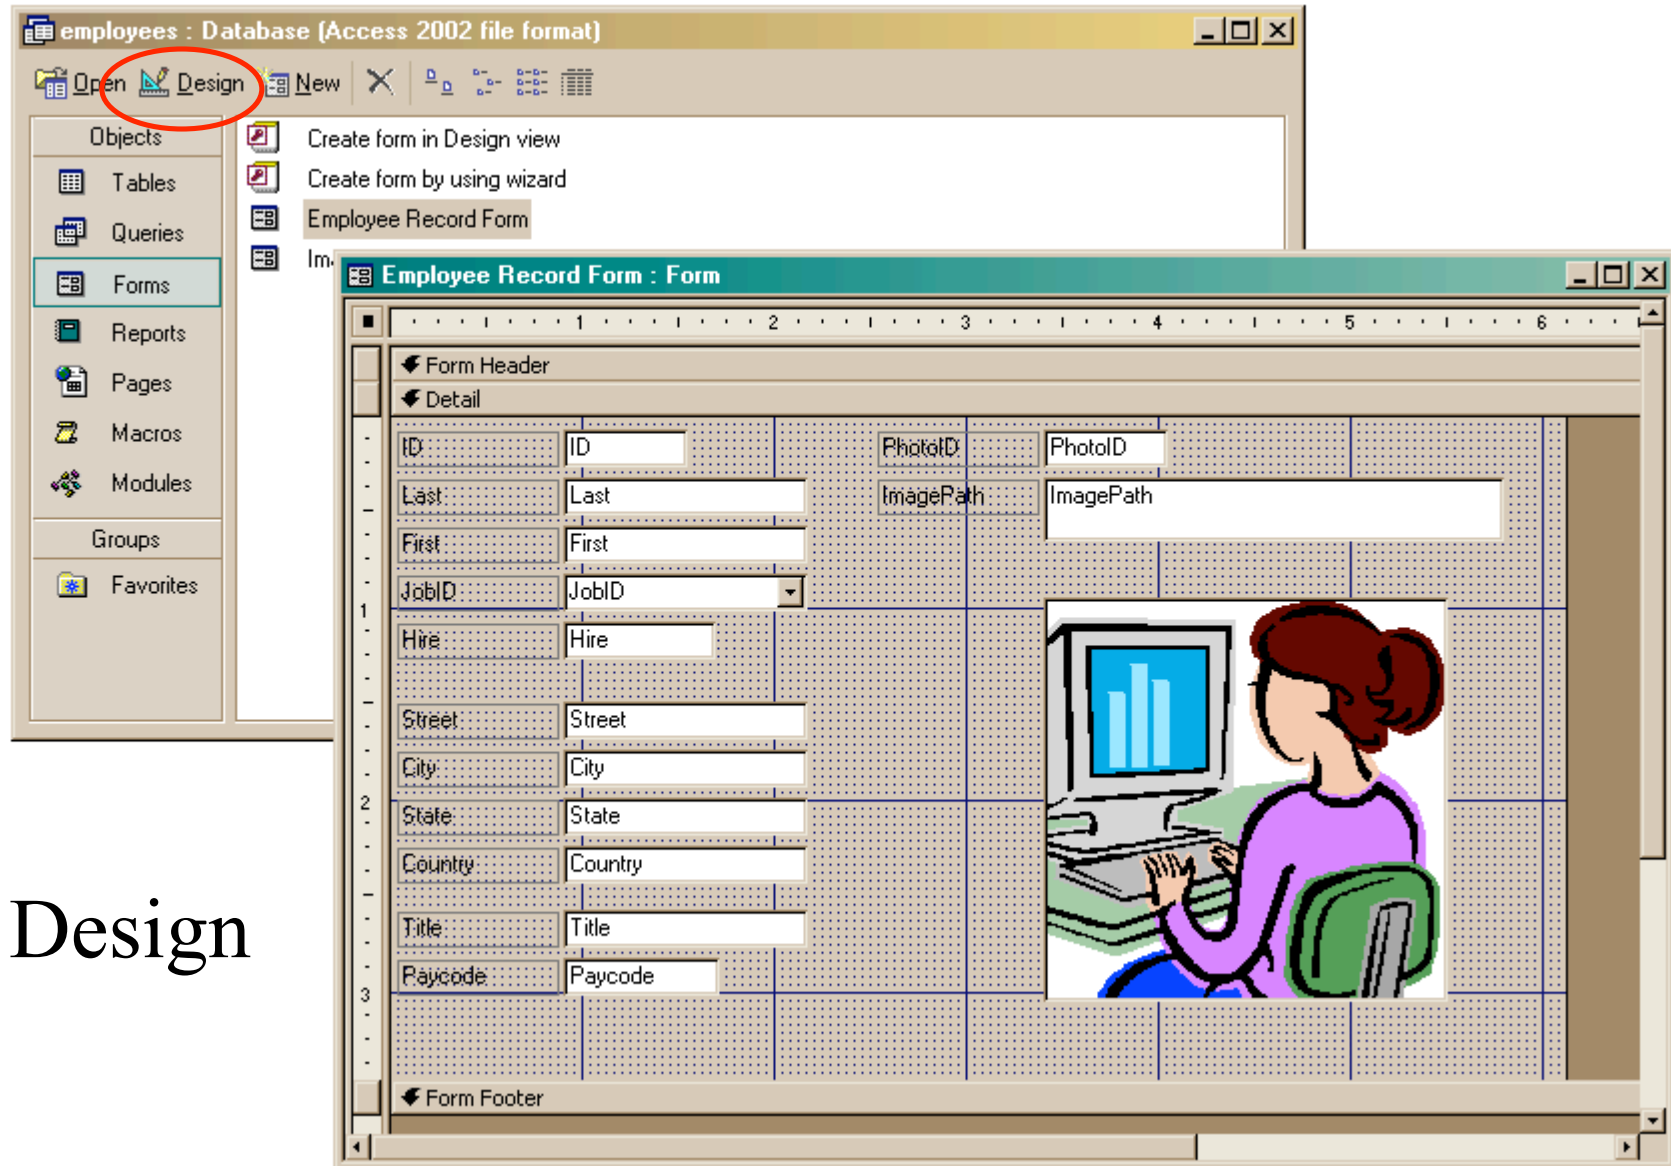 employees : Database (Access 2002 file format)
Open Design New
Objects
Tables
Queries
Forms
Reports
Pages
Macros
Modules
Groups
Favorites
Create form in Design view
Create form by using wizard
Employee Record Form
Employee Record Form : Form
1 2 3 4 5 6
Form Header
Detail
ID ID PhotoID PhotoID
Last Last ImagePath ImagePath
First First
JobID JobID
1
Hire Hire
Street Street
City City
2
State State
Country Country
Title Title
Paycode Paycode
3
Form Footer
Design